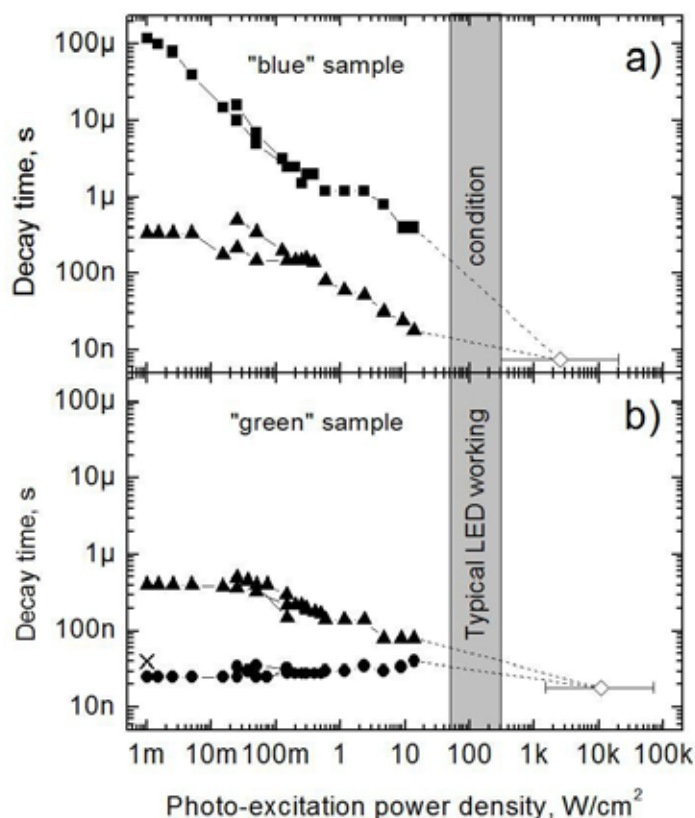 100µ
"blue" sample
a)
10µ
1µ
100n
10n
Decay time, s
condition
100µ
"green" sample
b)
10µ
1µ
100n
10n
Decay time, s
Typical LED working
1m 10m 100m 1 10 100 1k 10k 100k
Photo-excitation power density, W/cm²